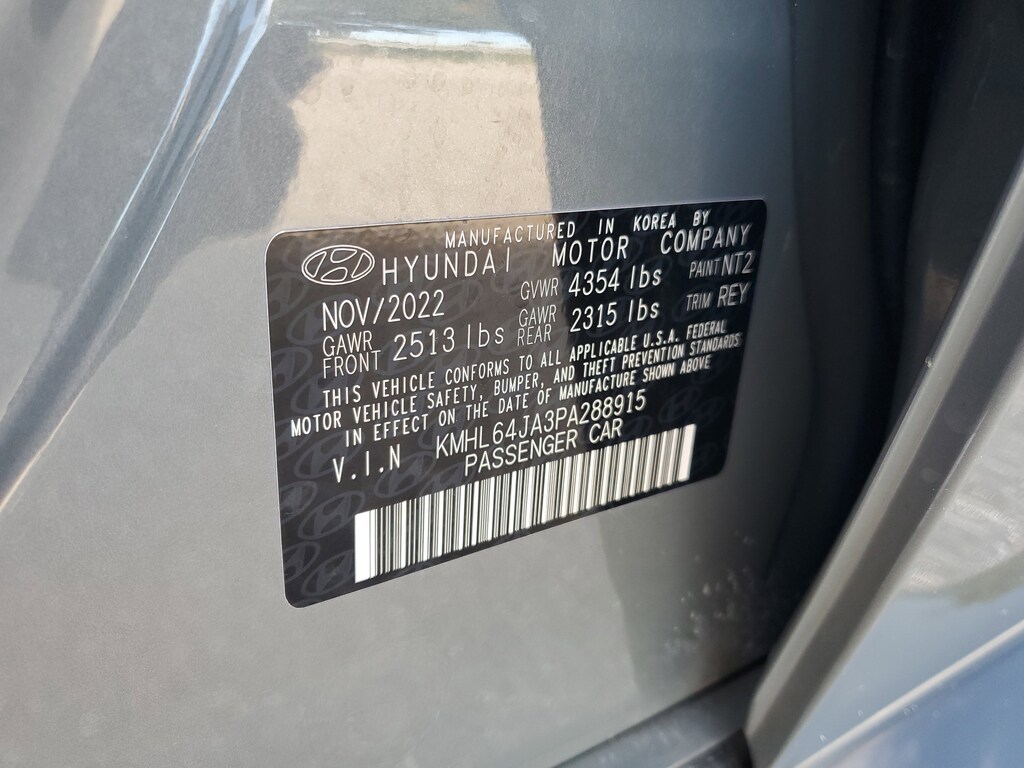 MANUFACTURED IN KOREA BY
HYUNDAI MOTOR COMPANY
NOV/2022 GVWR 4354 lbs PAINT NT2
GAWR FRONT 2513 lbs GAWR REAR 2315 lbs TRIM REY
THIS VEHICLE CONFORMS TO ALL APPLICABLE U.S.A. FEDERAL
MOTOR VEHICLE SAFETY, BUMPER, AND THEFT PREVENTION STANDARDS
IN EFFECT ON THE DATE OF MANUFACTURE SHOWN ABOVE
V.I.N KMHL64JA3PA288915
PASSENGER CAR